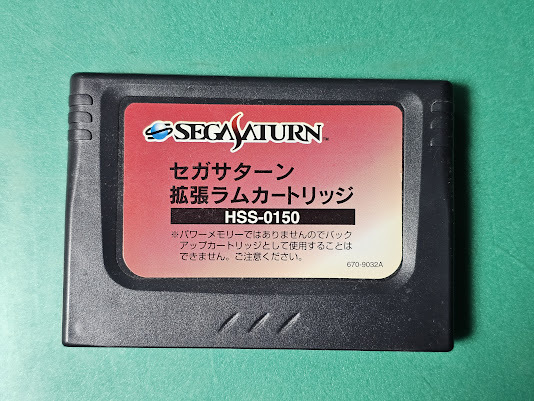 SEGASATURN™
セガサターン
拡張ラムカートリッジ
HSS-0150
※パワーメモリーではありませんのでバック
アップカートリッジとして使用することは
できません。ご注意ください。
670-9032A